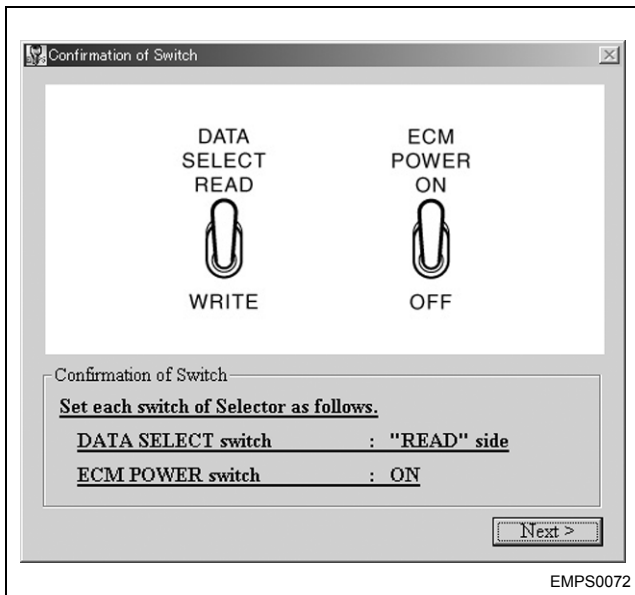 Confirmation of Switch
DATA
SELECT
READ
WRITE
ECM
POWER
ON
OFF
Confirmation of Switch
Set each switch of Selector as follows.
DATA SELECT switch : "READ" side
ECM POWER switch : ON
Next >
EMPS0072